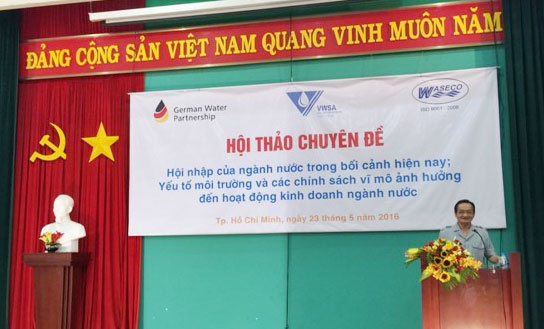 ĐẢNG CỘNG SẢN VIỆT NAM QUANG VINH MUÔN NĂM
German Water
Partnership
VWSA
WASECO
ISO 9001 : 2008
HỘI THẢO CHUYÊN ĐỀ
Hội nhập của ngành nước trong bối cảnh hiện nay;
Yếu tố môi trường và các chính sách vĩ mô ảnh hưởng
đến hoạt động kinh doanh ngành nước
Tp. Hồ Chí Minh, ngày 23 tháng 5 năm 2016